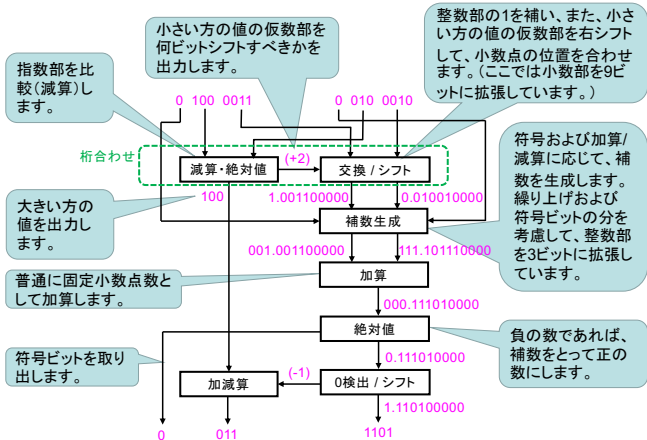 小さい方の値の仮数部を
何ビットシフトすべきかを
出力します。
整数部の1を補い、また、小さ
い方の値の仮数部を右シフト
して、小数点の位置を合わせ
ます。（ここでは小数部を9ビ
ットに拡張しています。）
指数部を比
較（減算）し
ます。
0 100 0011
0 010 0010
桁合わせ
減算・絶対値
(+2)
交換 / シフト
符号および加算/
減算に応じて、補
数を生成します。
繰り上げおよび
符号ビットの分を
考慮して、整数部
を3ビットに拡張し
ています。
大きい方の
値を出力し
ます。
100
1.001100000
0.010010000
補数生成
001.001100000
111.101110000
普通に固定小数点数と
して加算します。
加算
000.111010000
絶対値
負の数であれば、
補数をとって正の
数にします。
符号ビットを取り
出します。
0.111010000
加減算
(-1)
0検出 / シフト
1.110100000
0
011
1101